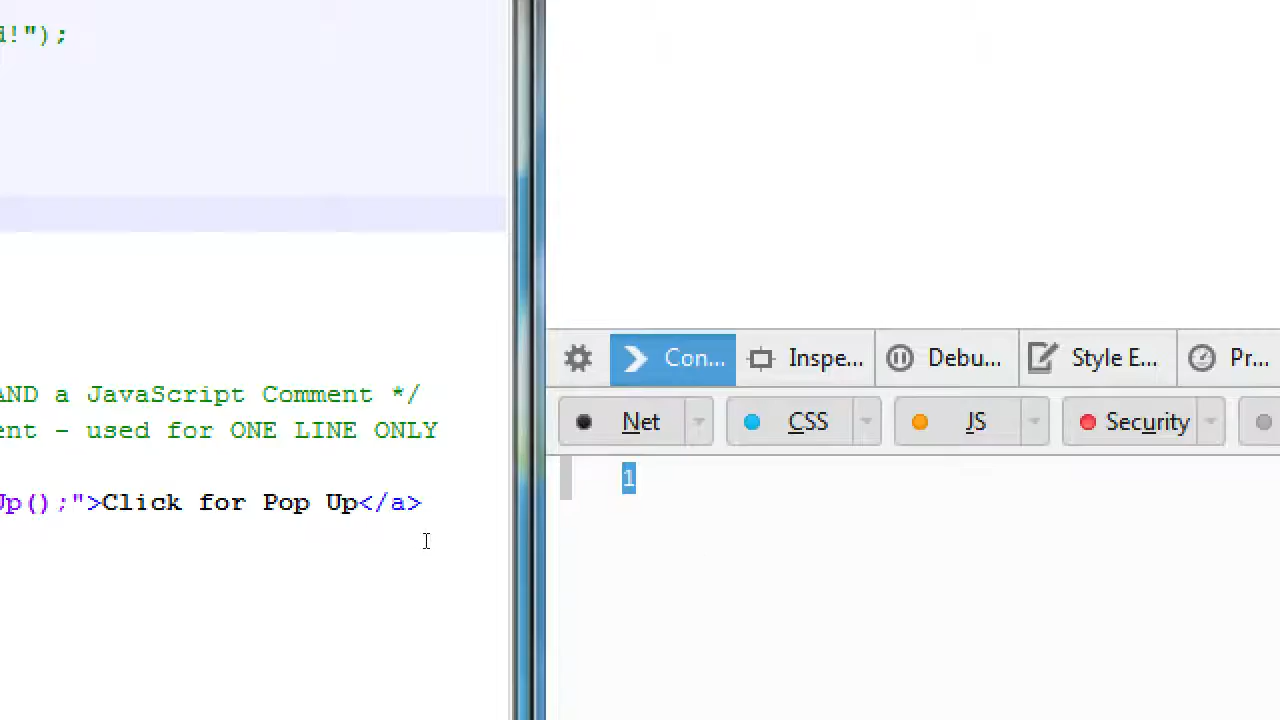 !");
AND a JavaScript Comment */
ent – used for ONE LINE ONLY
Up();">Click for Pop Up</a>
Con... Inspe... Debu... Style E... Pr...
Net CSS JS Security
1